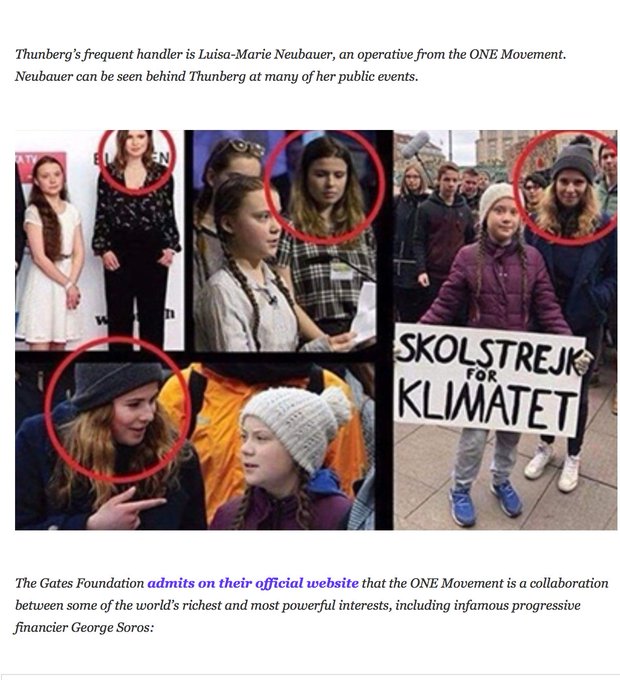 Thunberg's frequent handler is Luisa-Marie Neubauer, an operative from the ONE Movement.
Neubauer can be seen behind Thunberg at many of her public events.
SKOLSTREJK
FÖR
KLIMATET
The Gates Foundation admits on their official website that the ONE Movement is a collaboration
between some of the world's richest and most powerful interests, including infamous progressive
financier George Soros: